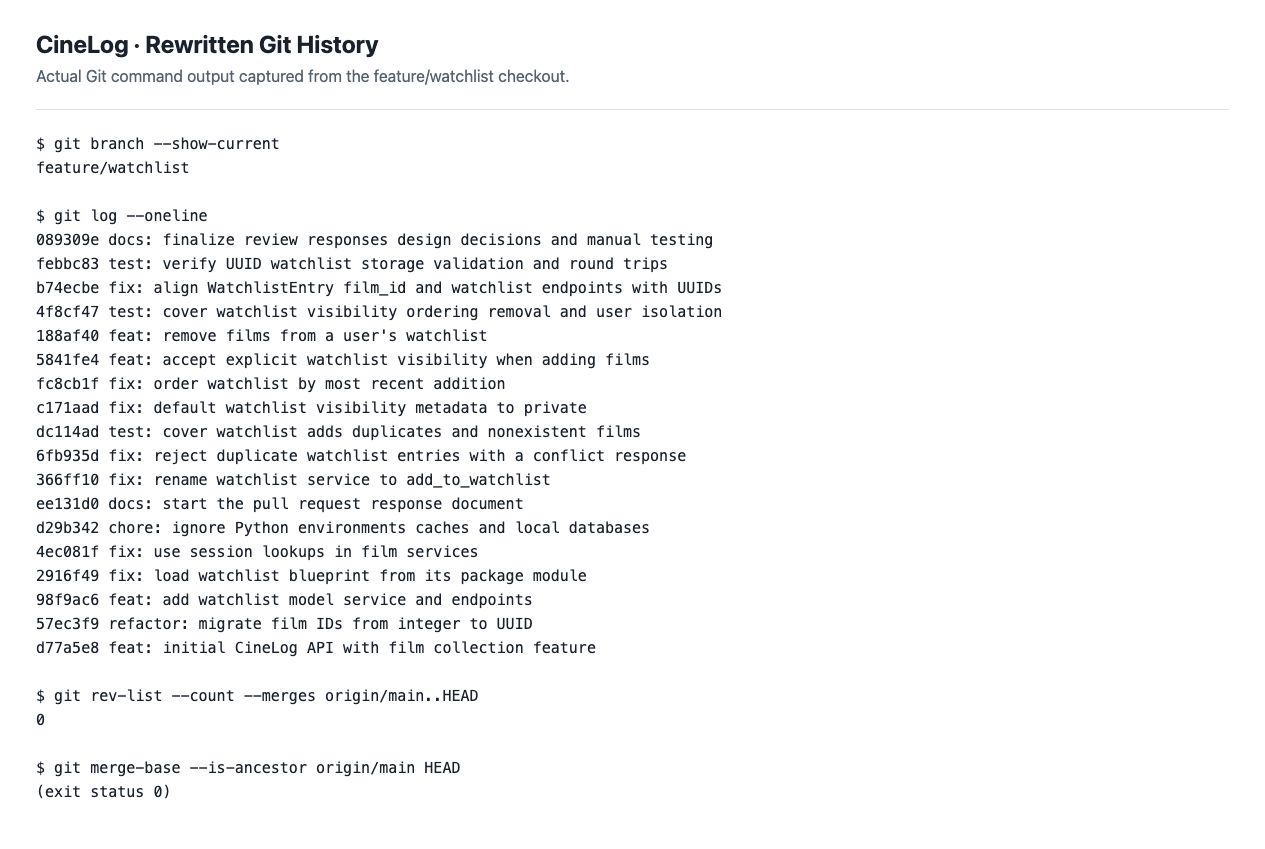 CineLog · Rewritten Git History
Actual Git command output captured from the feature/watchlist checkout.
$ git branch --show-current
feature/watchlist
$ git log --oneline
089309e docs: finalize review responses design decisions and manual testing
febbc83 test: verify UUID watchlist storage validation and round trips
b74ecbe fix: align WatchlistEntry film_id and watchlist endpoints with UUIDs
4f8cf47 test: cover watchlist visibility ordering removal and user isolation
188af40 feat: remove films from a user's watchlist
5841fe4 feat: accept explicit watchlist visibility when adding films
fc8cb1f fix: order watchlist by most recent addition
c171aad fix: default watchlist visibility metadata to private
dc114ad test: cover watchlist adds duplicates and nonexistent films
6fb935d fix: reject duplicate watchlist entries with a conflict response
366ff10 fix: rename watchlist service to add_to_watchlist
ee131d0 docs: start the pull request response document
d29b342 chore: ignore Python environments caches and local databases
4ec081f fix: use session lookups in film services
2916f49 fix: load watchlist blueprint from its package module
98f9ac6 feat: add watchlist model service and endpoints
57ec3f9 refactor: migrate film IDs from integer to UUID
d77a5e8 feat: initial CineLog API with film collection feature
$ git rev-list --count --merges origin/main..HEAD
0
$ git merge-base --is-ancestor origin/main HEAD
(exit status 0)